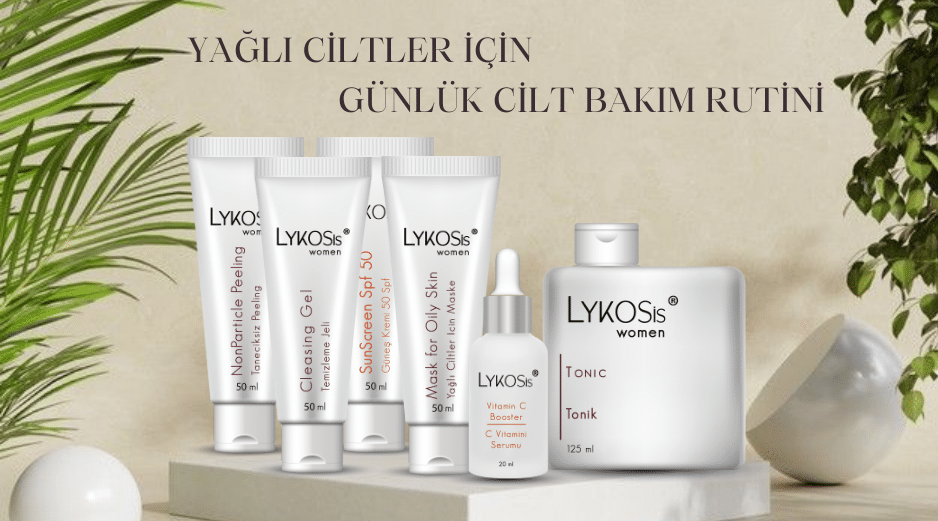 YAĞLI CİLTLER İÇİN
GÜNLÜK CİLT BAKIM RUTİNİ
LYKOS
women
NonParticle Peeling
Taneciksiz Peeling
50 ml
LYKOSis®
women
Cleasing Gel
Temizleme Jeli
50 ml
SunScreen Spf 50
Güneş Kremi 50 Spf
50 ml
LYKOSis®
women
Mask for Oily Skin
Yağlı Ciltler Icin Maske
50 ml
LYKOSis®
Vitamin C
Booster
C Vitamini
Serumu
20 ml
LYKOSis®
women
TONIC
Tonik
125 ml